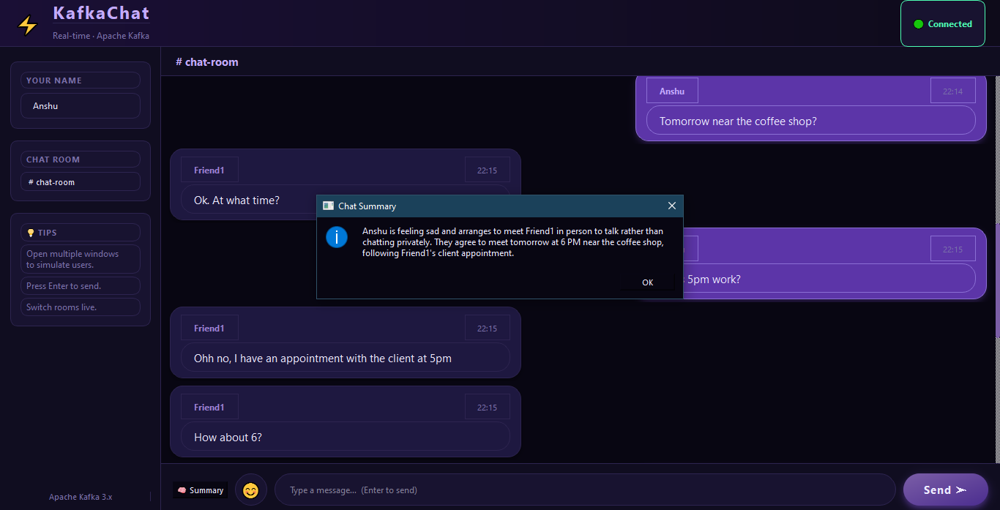 KafkaChat
Real-time · Apache Kafka
Connected
YOUR NAME
Anshu
CHAT ROOM
# chat-room
TIPS
Open multiple windows
to simulate users.
Press Enter to send.
Switch rooms live.
Apache Kafka 3.x
# chat-room
Anshu 22:14
Tomorrow near the coffee shop?
Friend1 22:15
Ok. At what time?
Chat Summary
Anshu is feeling sad and arranges to meet Friend1 in person to talk rather than
chatting privately. They agree to meet tomorrow at 6 PM near the coffee shop,
following Friend1's client appointment.
OK
22:15
5pm work?
Friend1 22:15
Ohh no, I have an appointment with the client at 5pm
Friend1 22:15
How about 6?
Summary
Type a message... (Enter to send)
Send